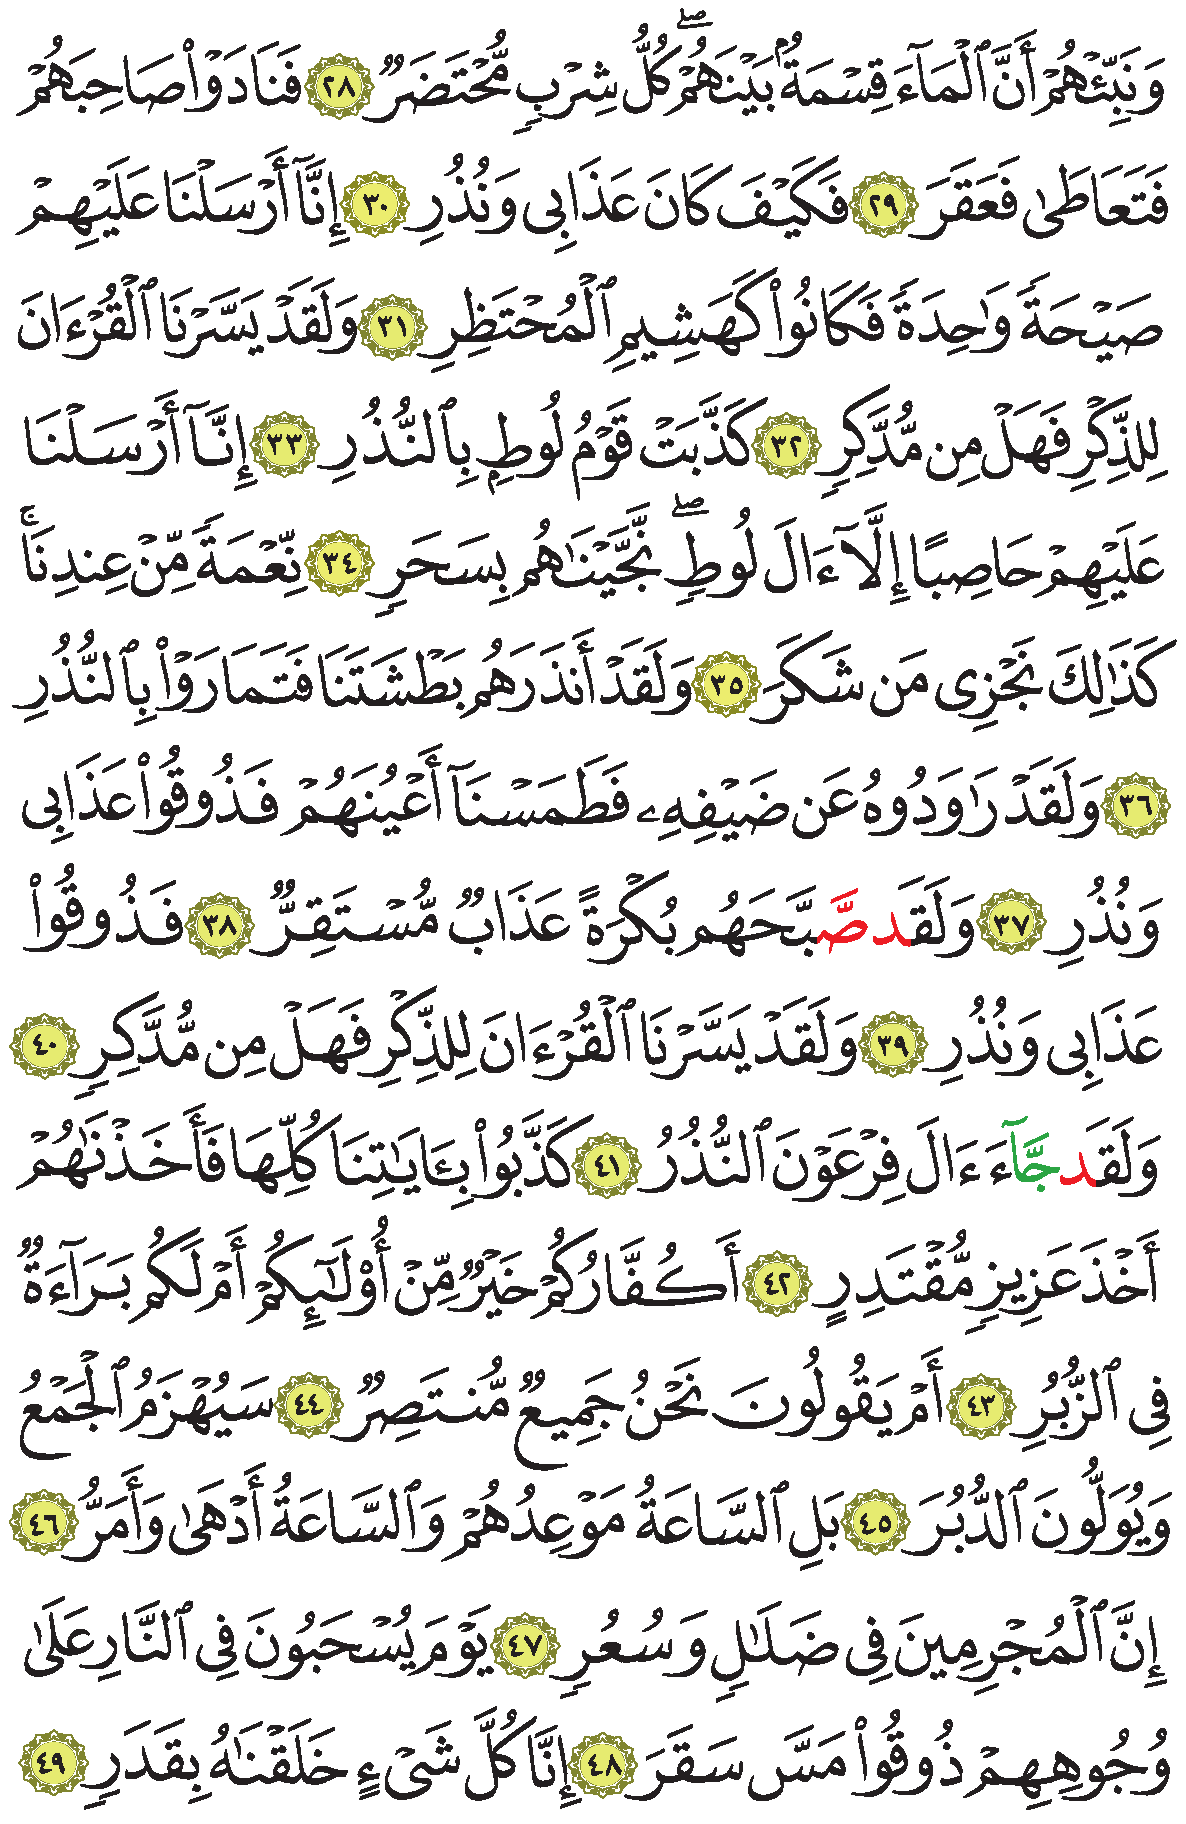 وَنَبِّئْهُمْ أَنَّ ٱلْمَآءَ قِسْمَةٌۢ بَيْنَهُمْ ۖ كُلُّ شِرْبٍ مُّحْتَضَرٌ ٢٨ فَنَادَوْا۟ صَاحِبَهُمْ
فَتَعَاطَىٰ فَعَقَرَ ٢٩ فَكَيْفَ كَانَ عَذَابِى وَنُذُرِ ٣٠ إِنَّآ أَرْسَلْنَا عَلَيْهِمْ
صَيْحَةً وَٰحِدَةً فَكَانُوا۟ كَهَشِيمِ ٱلْمُحْتَظِرِ ٣١ وَلَقَدْ يَسَّرْنَا ٱلْقُرْءَانَ
لِلذِّكْرِ فَهَلْ مِن مُّدَّكِرٍ ٣٢ كَذَّبَتْ قَوْمُ لُوطٍۭ بِٱلنُّذُرِ ٣٣ إِنَّآ أَرْسَلْنَا
عَلَيْهِمْ حَاصِبًا إِلَّآ ءَالَ لُوطٍ ۖ نَّجَّيْنَٰهُم بِسَحَرٍ ٣٤ نِّعْمَةً مِّنْ عِندِنَا ۚ
كَذَٰلِكَ نَجْزِى مَن شَكَرَ ٣٥ وَلَقَدْ أَنذَرَهُم بَطْشَتَنَا فَتَمَارَوْا۟ بِٱلنُّذُرِ
٣٦ وَلَقَدْ رَٰوَدُوهُ عَن ضَيْفِهِۦ فَطَمَسْنَآ أَعْيُنَهُمْ فَذُوقُوا۟ عَذَابِى
وَنُذُرِ ٣٧ وَلَقَد صَّبَّحَهُم بُكْرَةً عَذَابٌ مُّسْتَقِرٌّ ٣٨ فَذُوقُوا۟
عَذَابِى وَنُذُرِ ٣٩ وَلَقَدْ يَسَّرْنَا ٱلْقُرْءَانَ لِلذِّكْرِ فَهَلْ مِن مُّدَّكِرٍ ٤٠
وَلَقَد جَّآءَ ءَالَ فِرْعَوْنَ ٱلنُّذُرُ ٤١ كَذَّبُوا۟ بِـَٔايَٰتِنَا كُلِّهَا فَأَخَذْنَٰهُمْ
أَخْذَ عَزِيزٍ مُّقْتَدِرٍ ٤٢ أَكُفَّارُكُمْ خَيْرٌ مِّنْ أُو۟لَٰٓئِكُمْ أَمْ لَكُم بَرَآءَةٌ
فِى ٱلزُّبُرِ ٤٣ أَمْ يَقُولُونَ نَحْنُ جَمِيعٌ مُّنتَصِرٌ ٤٤ سَيُهْزَمُ ٱلْجَمْعُ
وَيُوَلُّونَ ٱلدُّبُرَ ٤٥ بَلِ ٱلسَّاعَةُ مَوْعِدُهُمْ وَٱلسَّاعَةُ أَدْهَىٰ وَأَمَرُّ ٤٦
إِنَّ ٱلْمُجْرِمِينَ فِى ضَلَٰلٍ وَسُعُرٍ ٤٧ يَوْمَ يُسْحَبُونَ فِى ٱلنَّارِ عَلَىٰ
وُجُوهِهِمْ ذُوقُوا۟ مَسَّ سَقَرَ ٤٨ إِنَّا كُلَّ شَىْءٍ خَلَقْنَٰهُ بِقَدَرٍ ٤٩